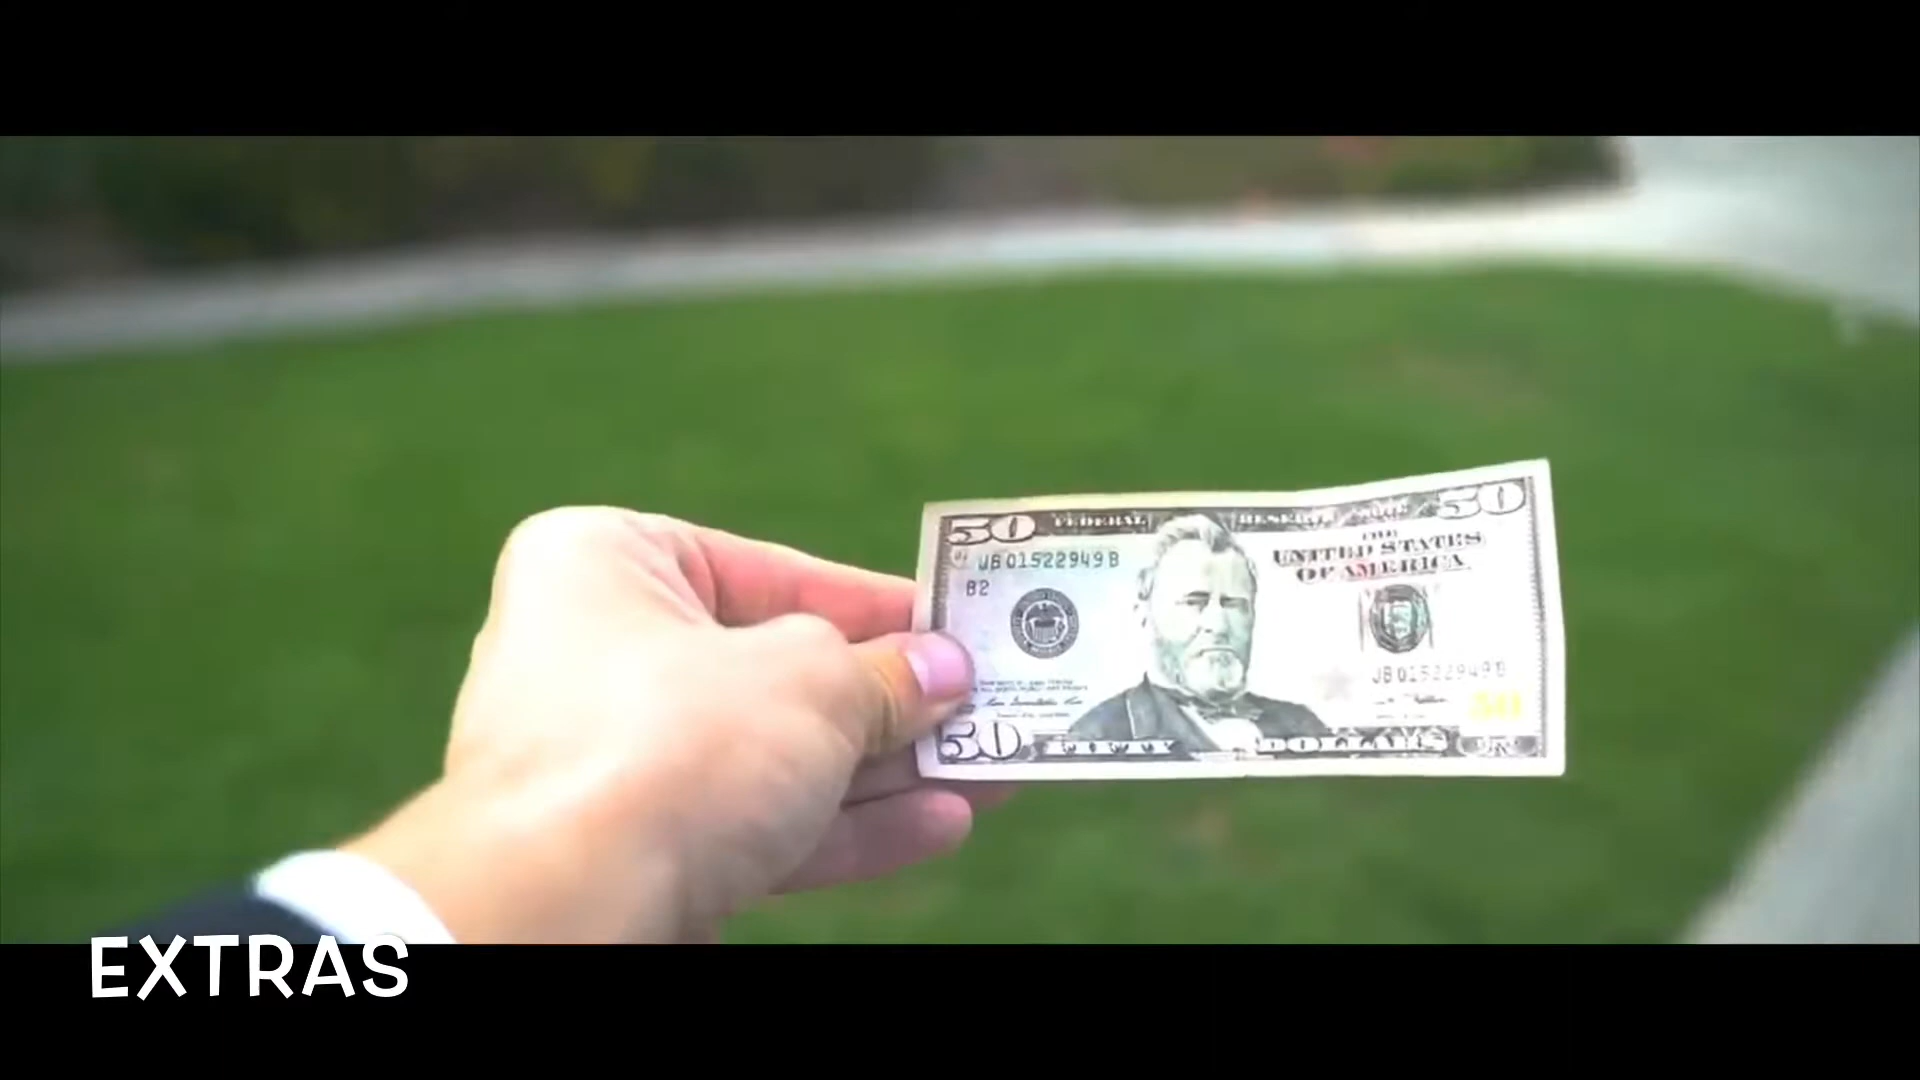 50 FEDERAL RESERVE NOTE 50
THE
UNITED STATES
OF AMERICA
JB 01522949 B
B2
JB 01522949 B
50
50 FIFTY DOLLARS
EXTRAS